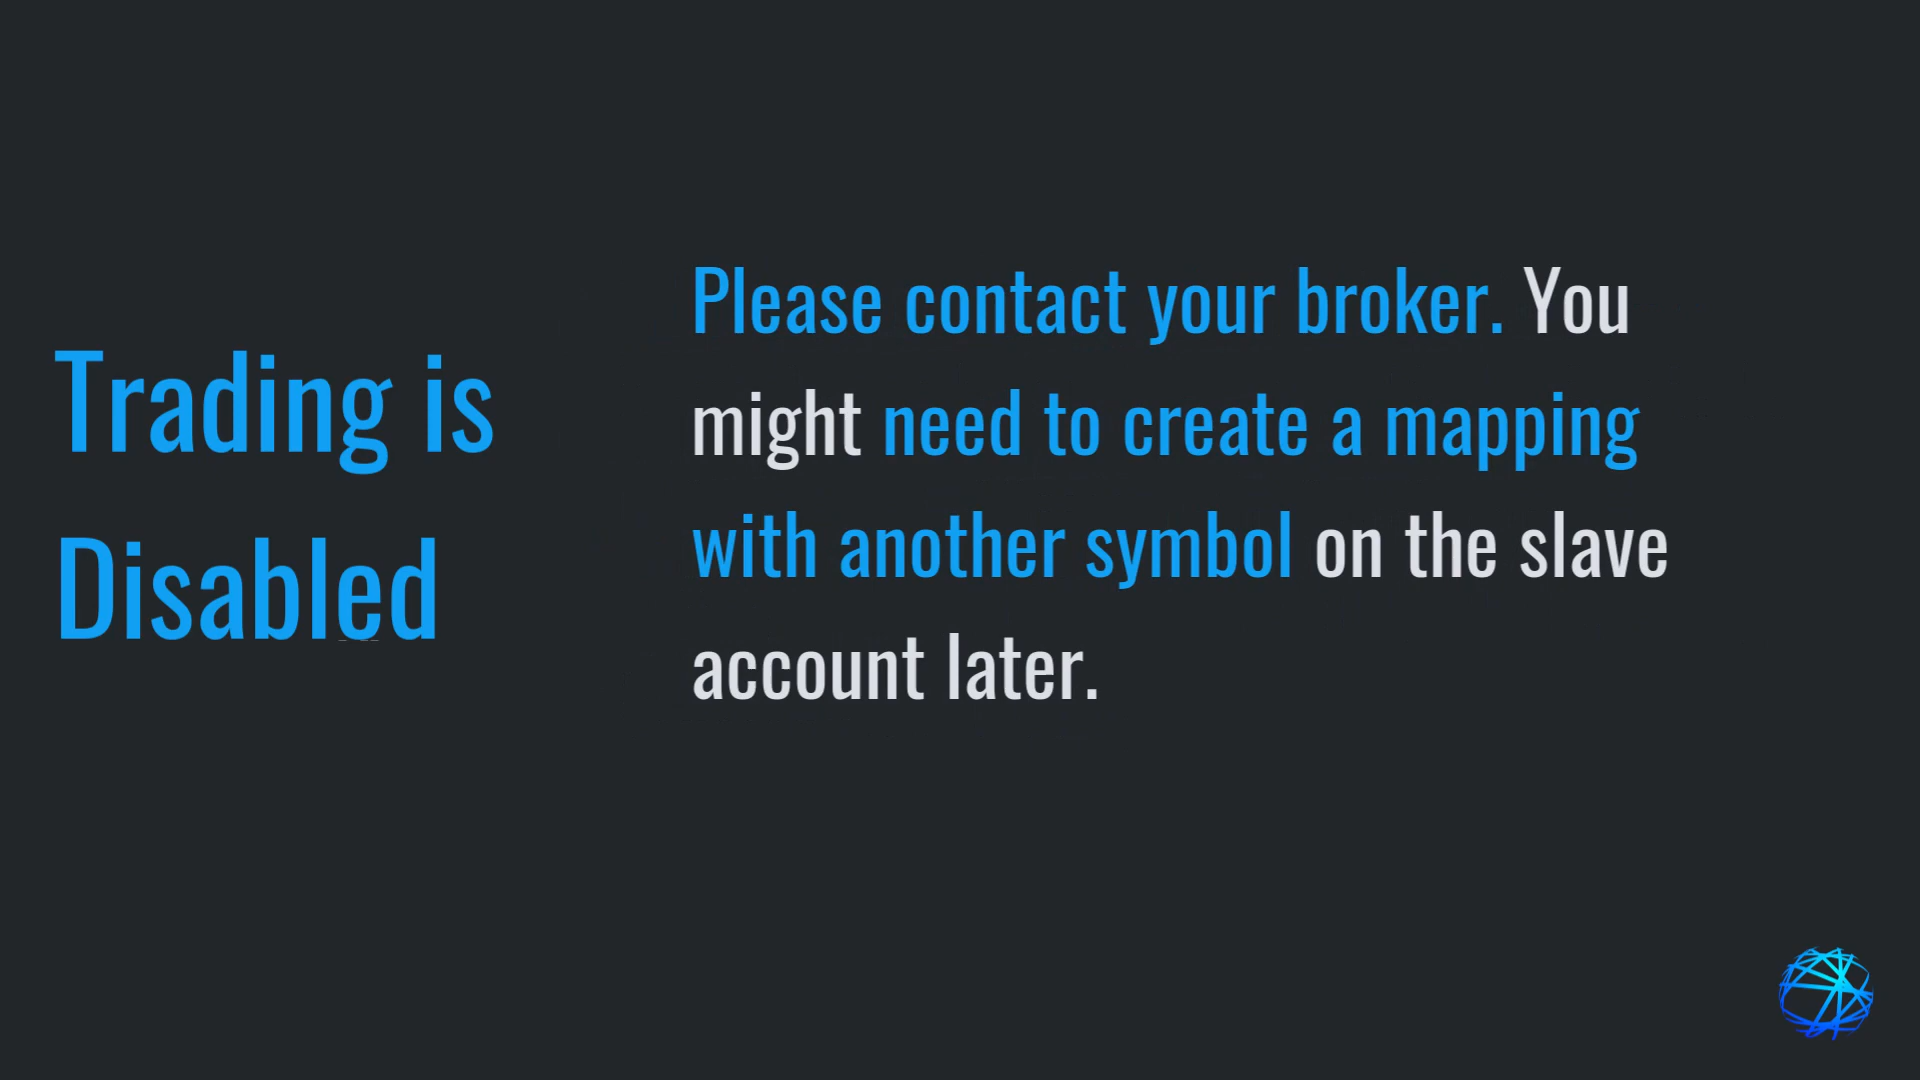 Trading is
Disabled
Please contact your broker. You
might need to create a mapping
with another symbol on the slave
account later.